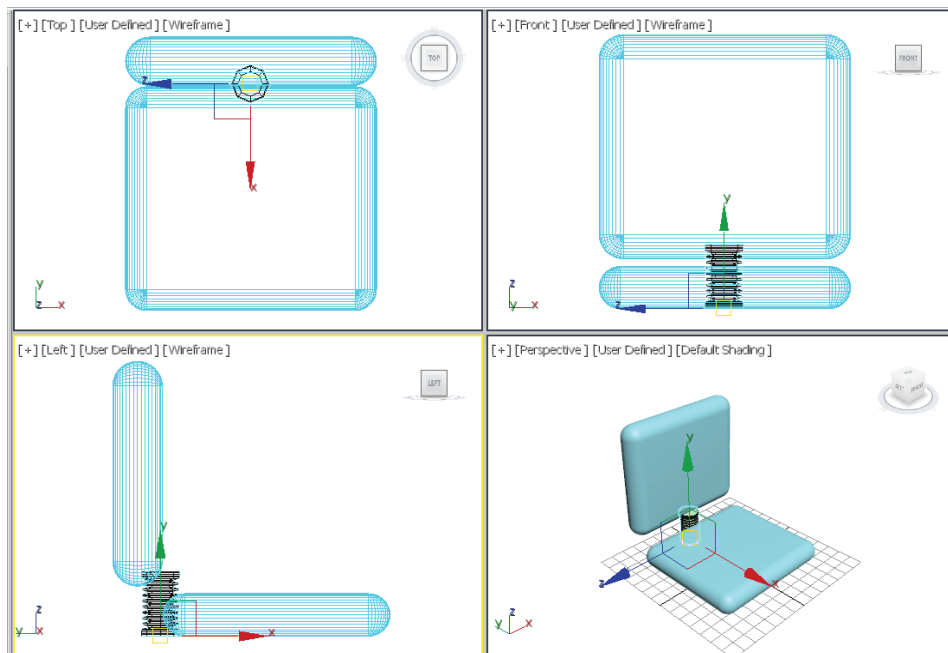 [+] [Top] [User Defined] [Wireframe]
TOP
z
x
y
z x
[+] [Front] [User Defined] [Wireframe]
FRONT
y
z
z
y x
[+] [Left] [User Defined] [Wireframe]
LEFT
y
x
z
y x
[+] [Perspective] [User Defined] [Default Shading]
y
z
x
z
y x